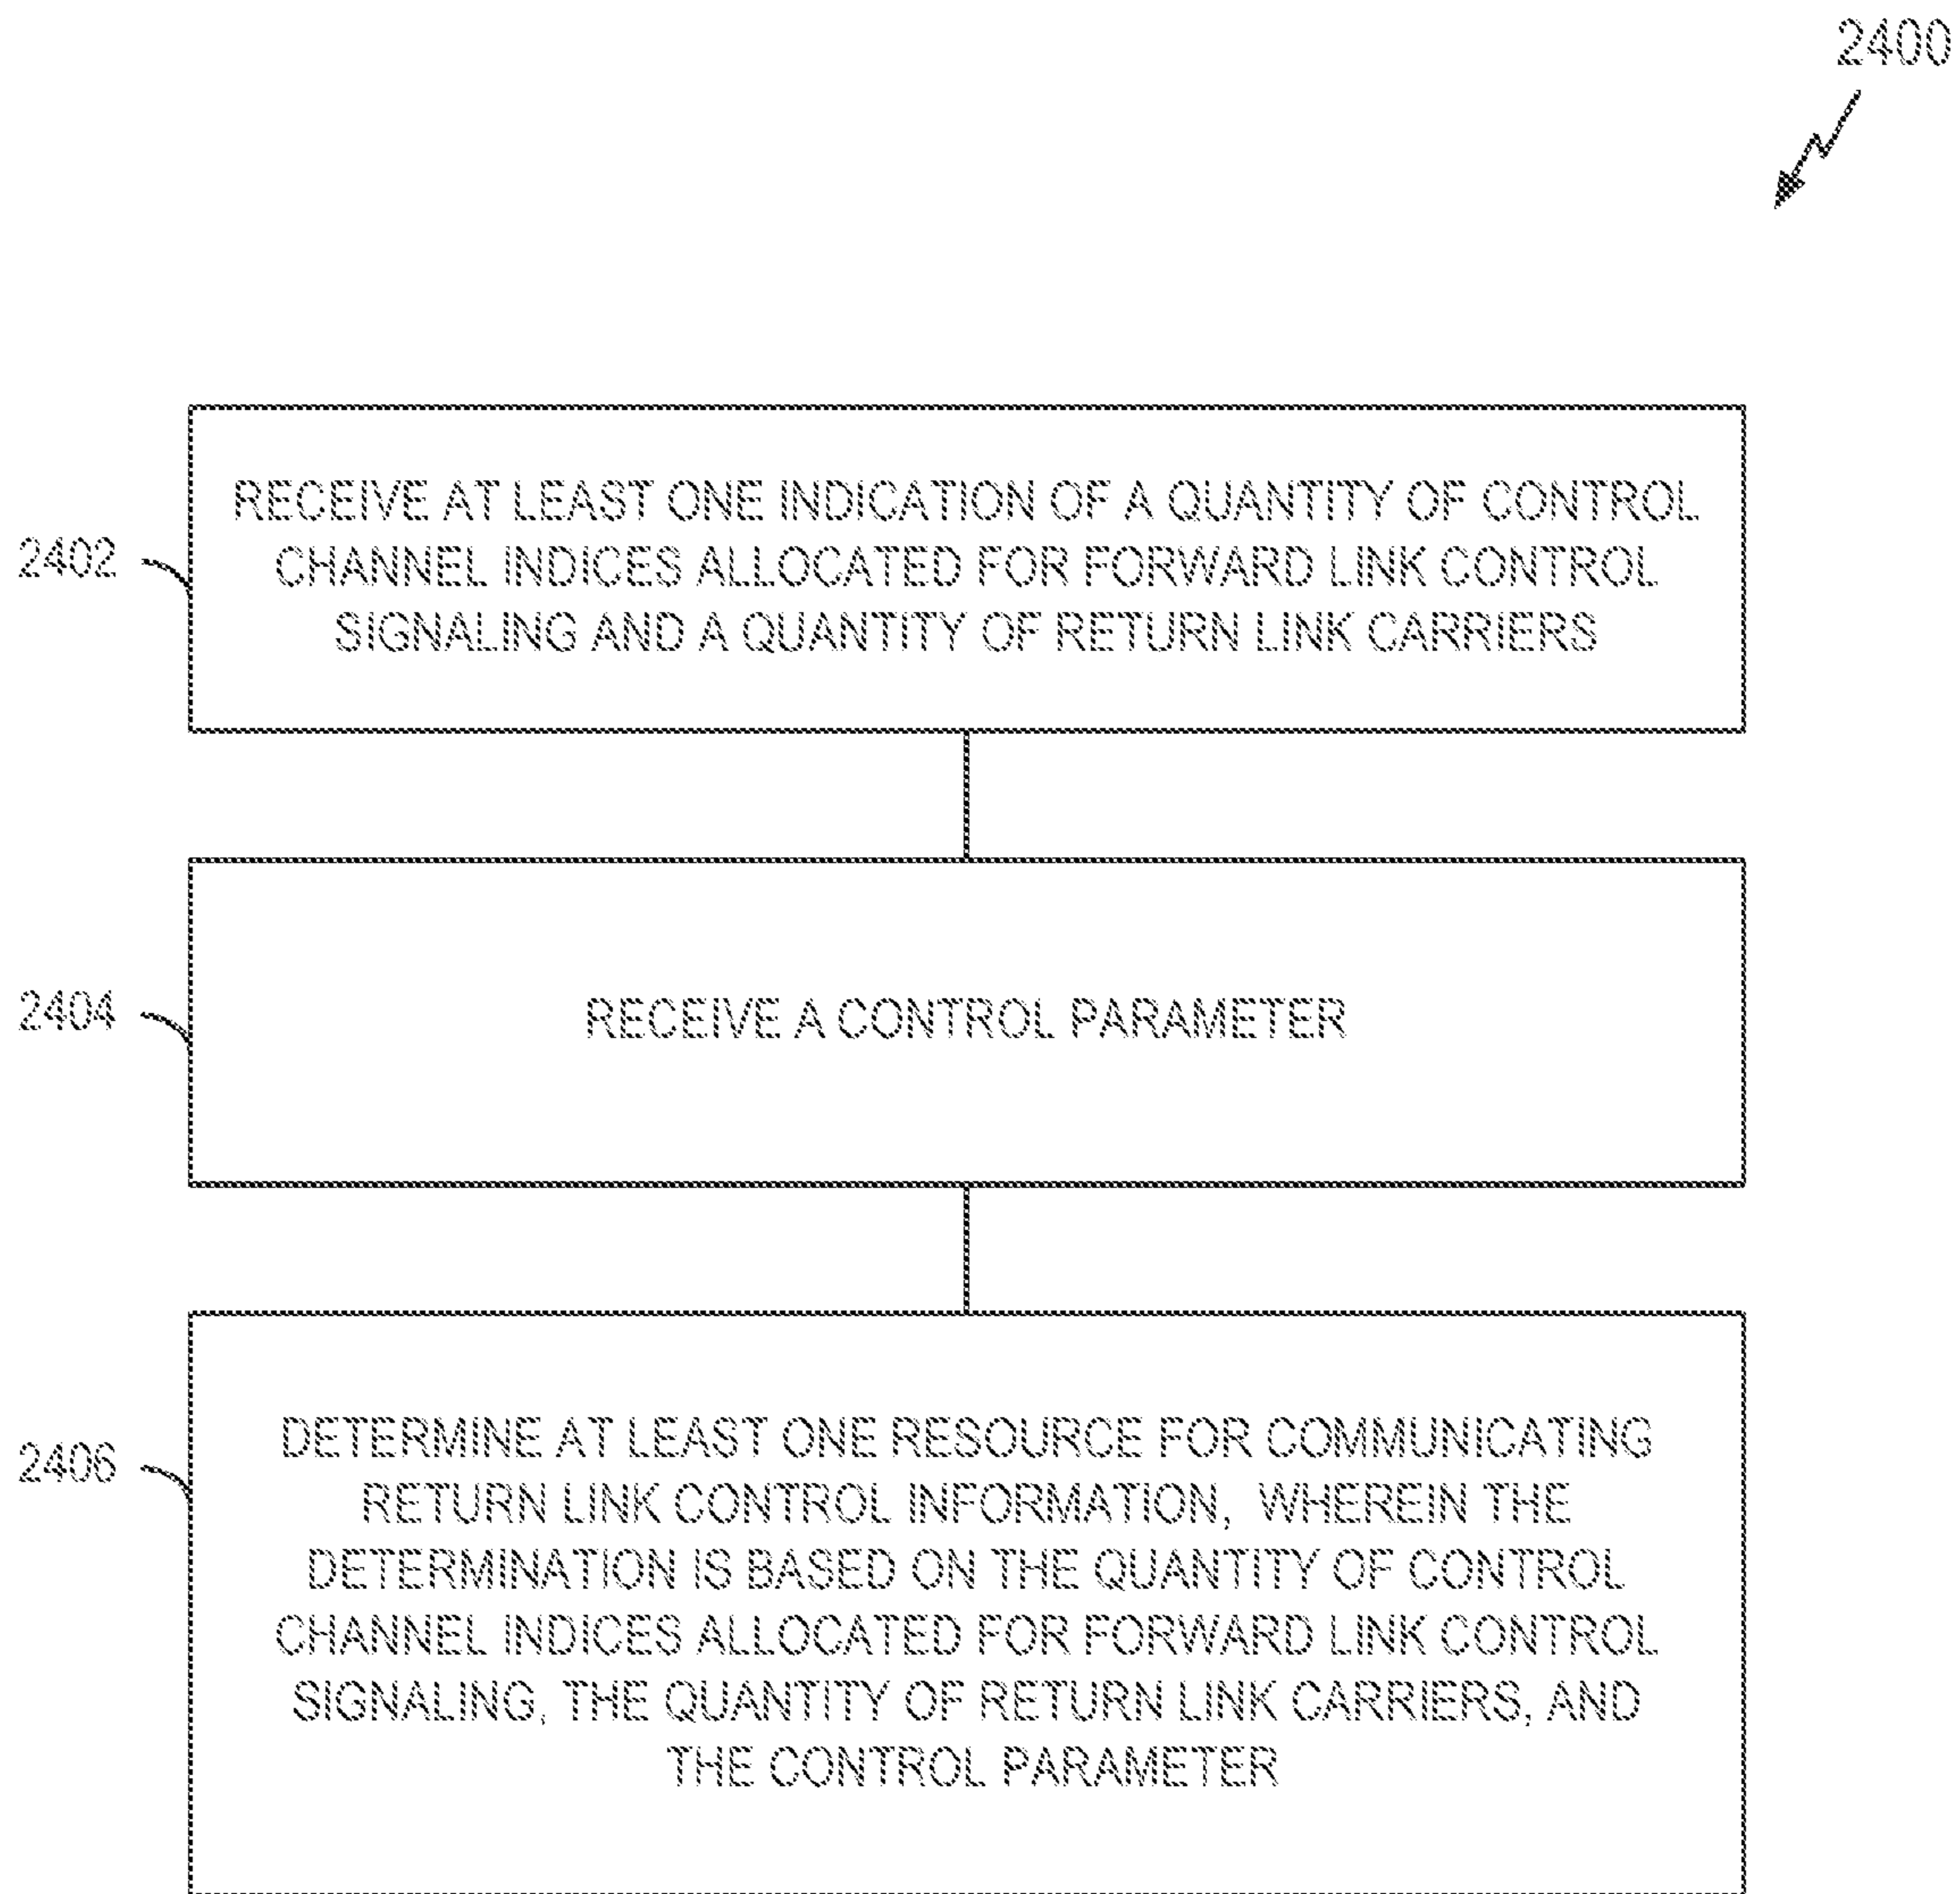 2400
2402
RECEIVE AT LEAST ONE INDICATION OF A QUANTITY OF CONTROL
CHANNEL INDICES ALLOCATED FOR FORWARD LINK CONTROL
SIGNALING AND A QUANTITY OF RETURN LINK CARRIERS
2404
RECEIVE A CONTROL PARAMETER
2406
DETERMINE AT LEAST ONE RESOURCE FOR COMMUNICATING
RETURN LINK CONTROL INFORMATION, WHEREIN THE
DETERMINATION IS BASED ON THE QUANTITY OF CONTROL
CHANNEL INDICES ALLOCATED FOR FORWARD LINK CONTROL
SIGNALING, THE QUANTITY OF RETURN LINK CARRIERS, AND
THE CONTROL PARAMETER